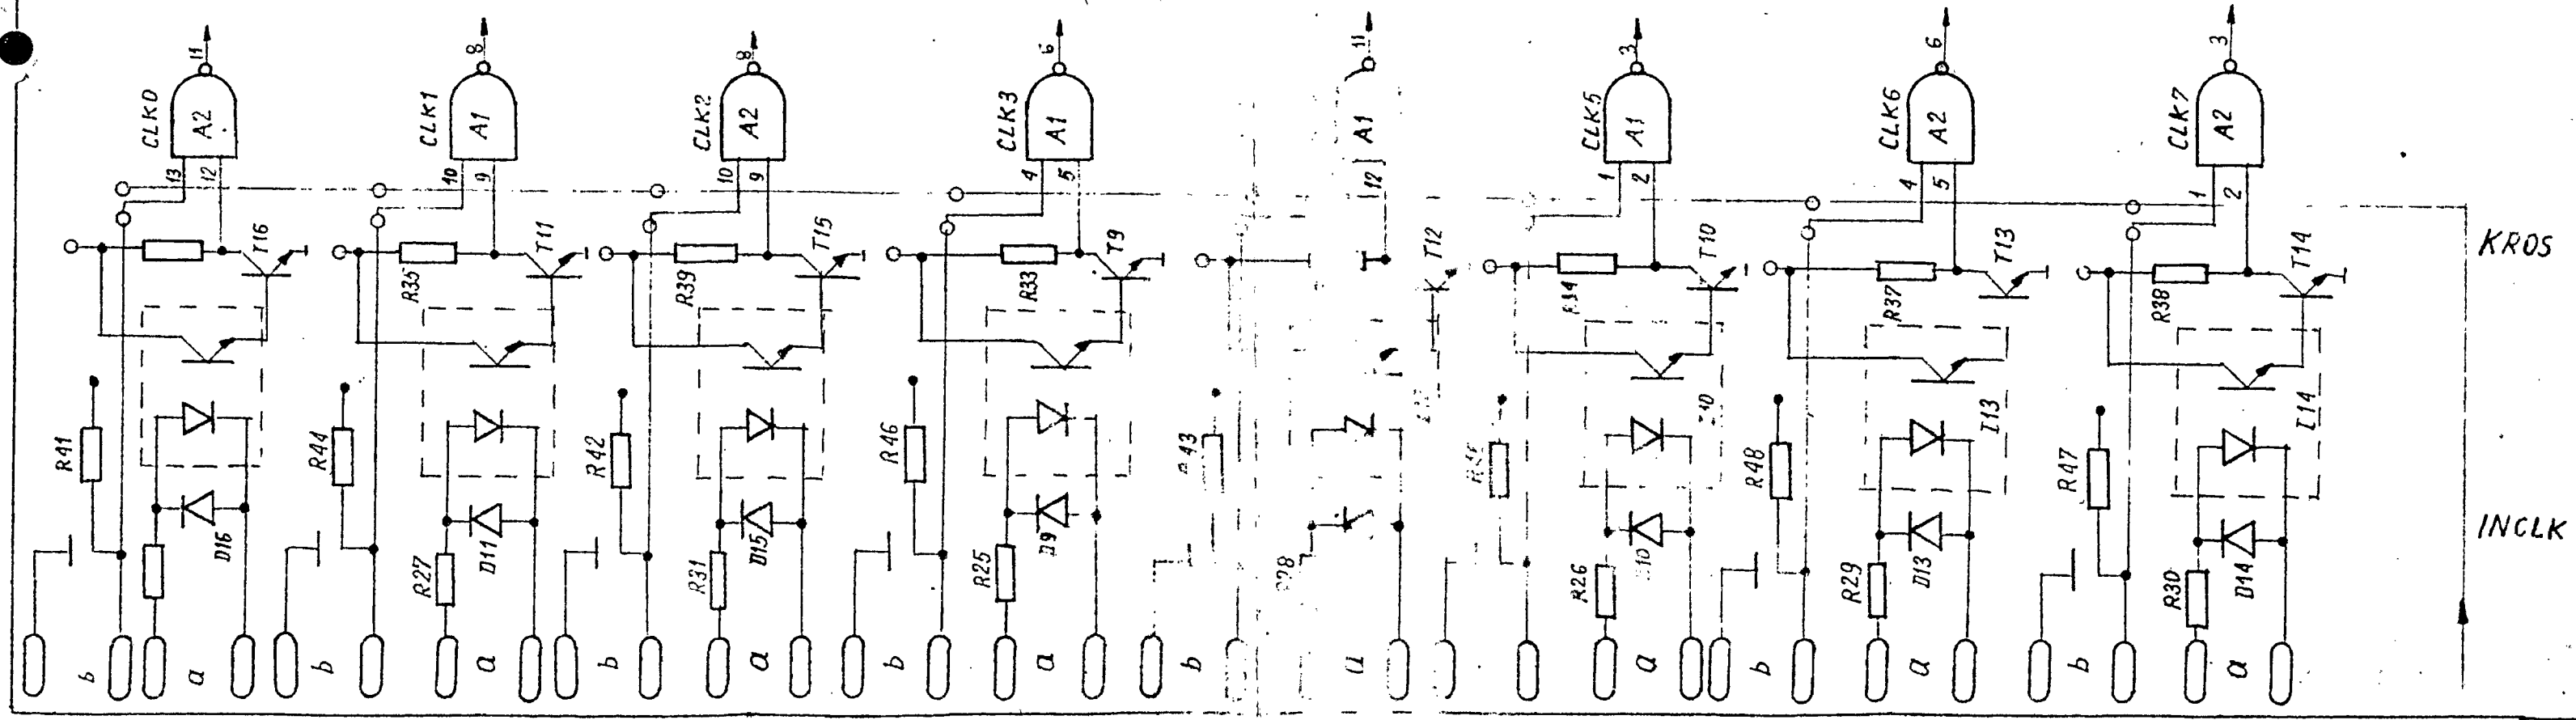 11
8
8
6
11
3
6
3
CLK0
A2
CLK1
A1
CLK2
A2
CLK3
A1
A1
CLK5
A1
CLK6
A2
CLK7
A2
13
12
10
9
10
9
4
5
12
1
2
4
5
1
2
T16
T11
T15
T9
T12
T10
T13
T14
KROS
R35
R39
R33
R37
R38
R41
R44
R42
R46
R48
I13
R47
I14
D16
D11
D15
D9
D13
D14
INCLK
R27
R31
R25
R26
R29
R30
b
a
b
a
b
a
b
a
b
a
a
b
a
b
a